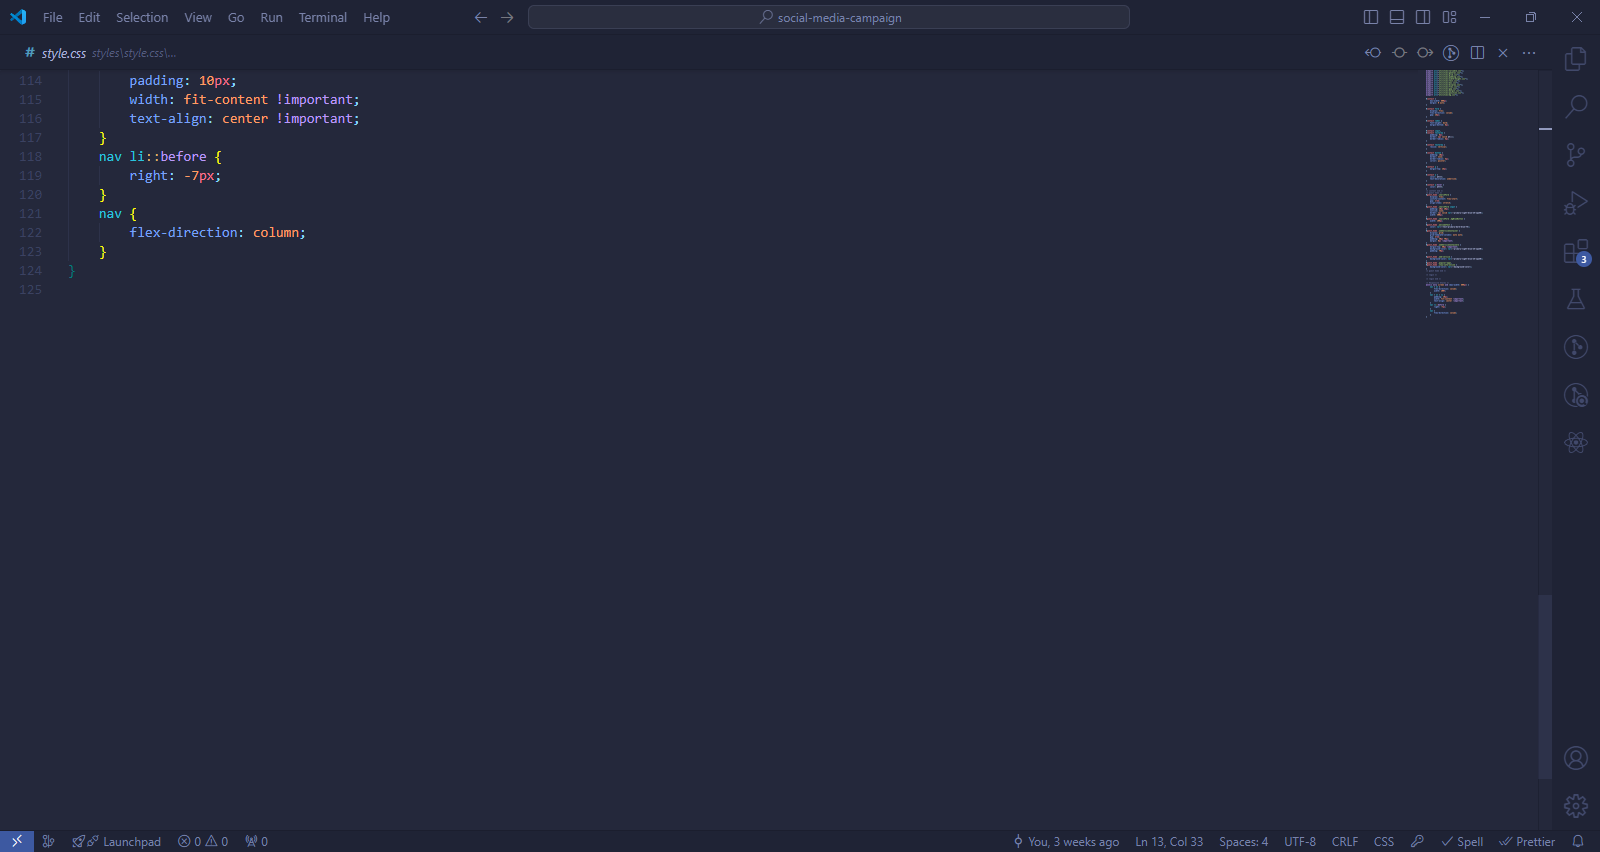 File Edit Selection View Go Run Terminal Help social-media-campaign
# style.css styles\style.css\...
114 padding: 10px;
115 width: fit-content !important;
116 text-align: center !important;
117 }
118 nav li::before {
119 right: -7px;
120 }
121 nav {
122 flex-direction: column;
123 }
124 }
125
3
Launchpad 0 0 0 You, 3 weeks ago Ln 13, Col 33 Spaces: 4 UTF-8 CRLF CSS Spell Prettier